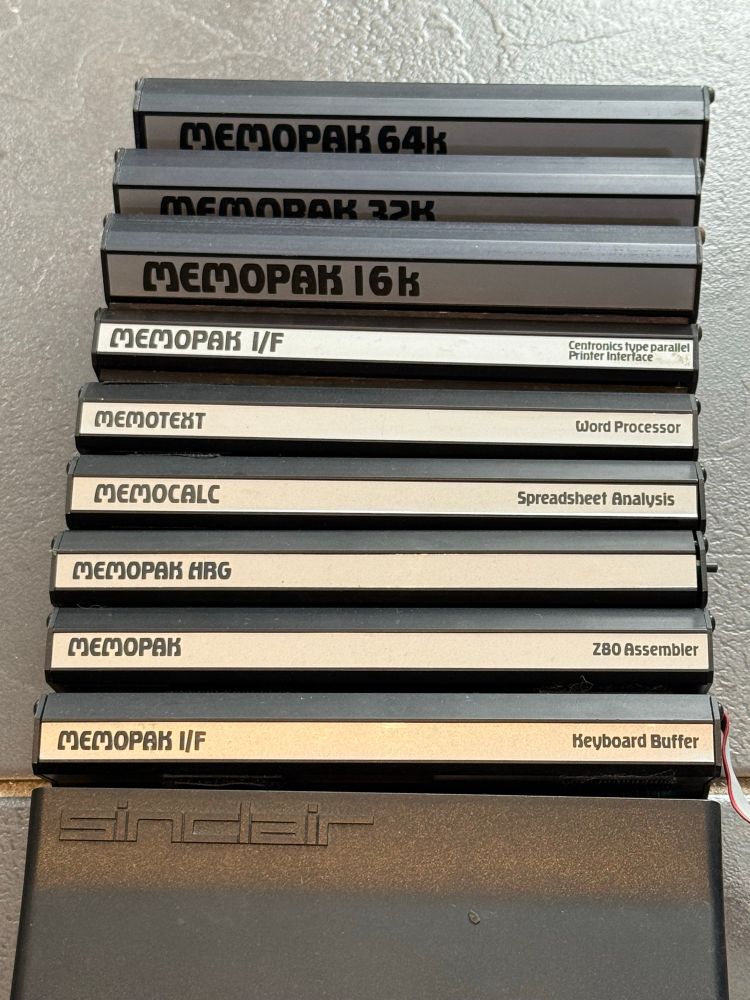 MEMOPAK 64k
MEMOPAK 32k
MEMOPAK 16k
MEMOPAK I/F
Centronics type parallel
Printer Interface
MEMOTEXT
Word Processor
MEMOCALC
Spreadsheet Analysis
MEMOPAK HRG
MEMOPAK
Z80 Assembler
MEMOPAK I/F
Keyboard Buffer
sinclair